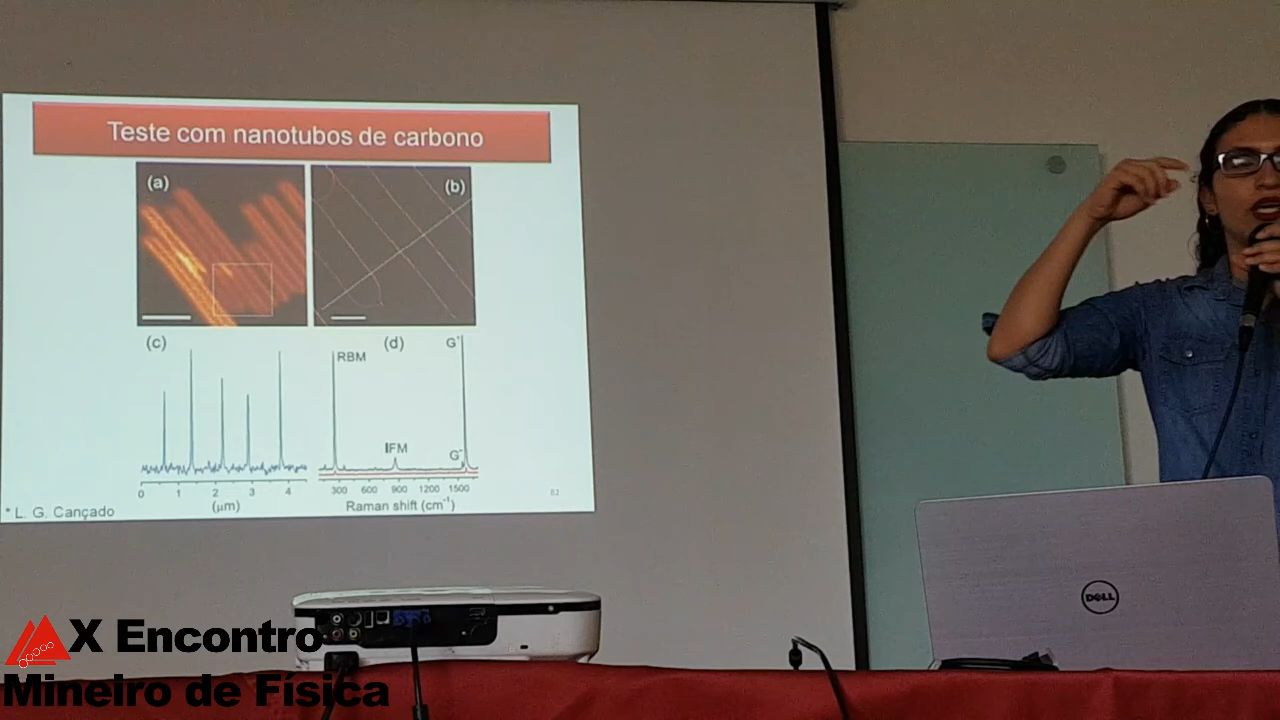 Teste com nanotubos de carbono
(a)
(b)
(c)
(d)
RBM
IFM
G⁺
G⁻
0 1 2 3 4
(μm)
300 600 900 1200 1500
Raman shift (cm⁻¹)
82
* L. G. Cançado
DELL
X Encontro
Mineiro de Física